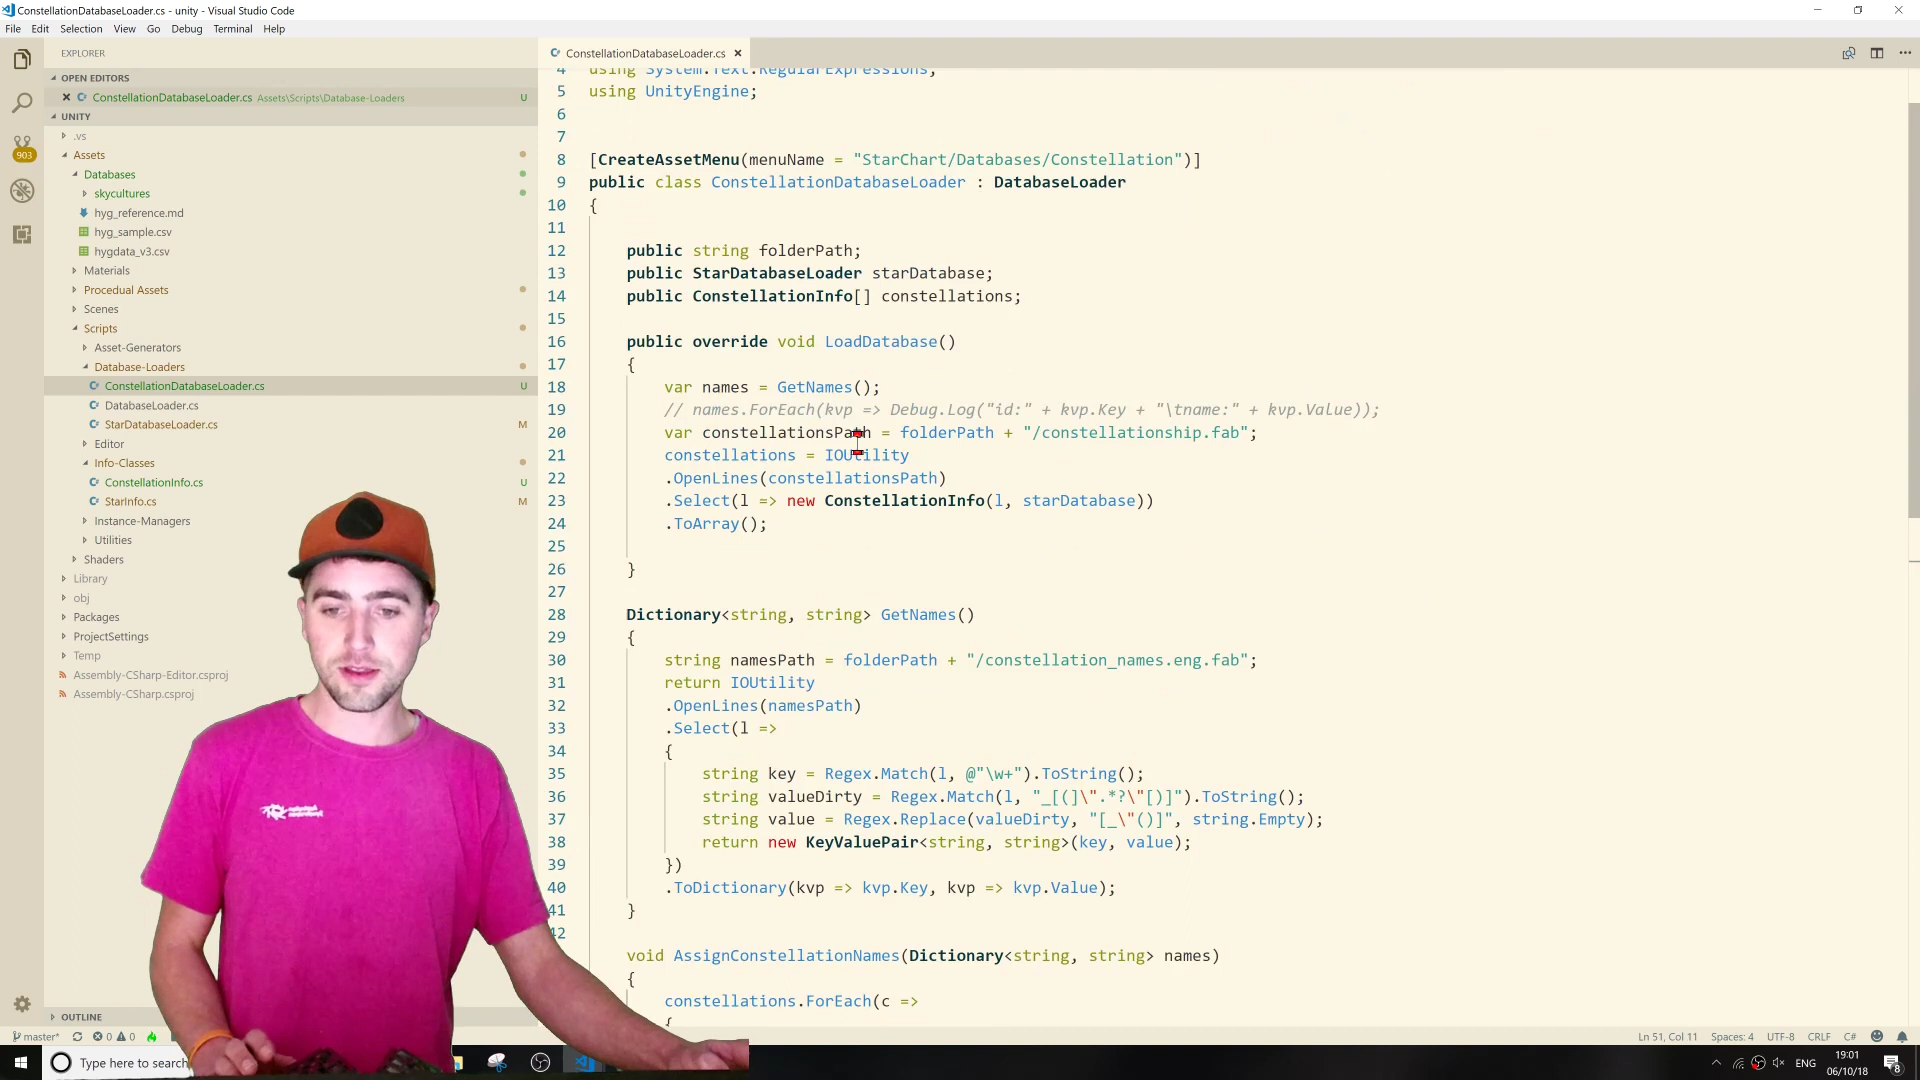 ConstellationDatabaseLoader.cs - unity - Visual Studio Code
File Edit Selection View Go Debug Terminal Help
EXPLORER
ConstellationDatabaseLoader.cs
OPEN EDITORS
ConstellationDatabaseLoader.cs Assets\Scripts\Database-Loaders U
UNITY
.vs
903
Assets
Databases
skycultures
hyg_reference.md
hyg_sample.csv
hygdata_v3.csv
Materials
Procedual Assets
Scenes
Scripts
Asset-Generators
Database-Loaders
ConstellationDatabaseLoader.cs U
DatabaseLoader.cs
StarDatabaseLoader.cs M
Editor
Info-Classes
ConstellationInfo.cs U
StarInfo.cs M
Instance-Managers
Utilities
Shaders
Library
obj
Packages
ProjectSettings
Temp
Assembly-CSharp-Editor.csproj
Assembly-CSharp.csproj
OUTLINE
4 using System.Text.RegularExpressions;
5 using UnityEngine;
6
7
8 [CreateAssetMenu(menuName = "StarChart/Databases/Constellation")]
9 public class ConstellationDatabaseLoader : DatabaseLoader
10 {
11
12 public string folderPath;
13 public StarDatabaseLoader starDatabase;
14 public ConstellationInfo[] constellations;
15
16 public override void LoadDatabase()
17 {
18 var names = GetNames();
19 // names.ForEach(kvp => Debug.Log("id:" + kvp.Key + "\tname:" + kvp.Value));
20 var constellationsPath = folderPath + "/constellationship.fab";
21 constellations = IOUtility
22 .OpenLines(constellationsPath)
23 .Select(l => new ConstellationInfo(l, starDatabase))
24 .ToArray();
25
26 }
27
28 Dictionary<string, string> GetNames()
29 {
30 string namesPath = folderPath + "/constellation_names.eng.fab";
31 return IOUtility
32 .OpenLines(namesPath)
33 .Select(l =>
34 {
35 string key = Regex.Match(l, @"\w+").ToString();
36 string valueDirty = Regex.Match(l, "_[(]\".*?\"[)]").ToString();
37 string value = Regex.Replace(valueDirty, "[_\"()]", string.Empty);
38 return new KeyValuePair<string, string>(key, value);
39 })
40 .ToDictionary(kvp => kvp.Key, kvp => kvp.Value);
41 }
42
void AssignConstellationNames(Dictionary<string, string> names)
{
constellations.ForEach(c =>
{
master* 0 0
Ln 51, Col 11 Spaces: 4 UTF-8 CRLF C#
Type here to search
ENG
19:01
06/10/18
8